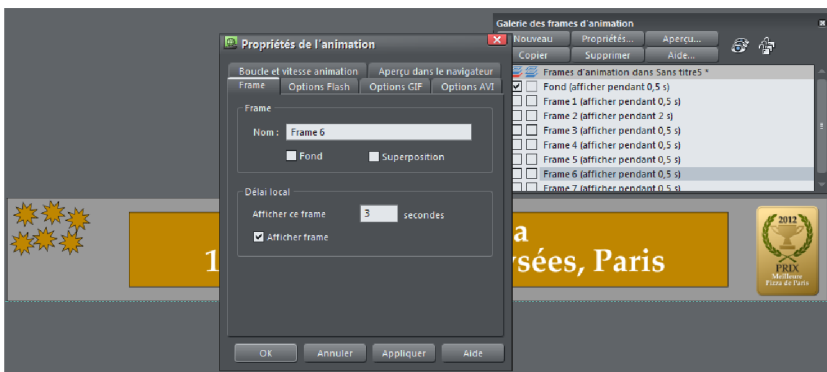 Galerie des frames d'animation
Nouveau Propriétés... Aperçu...
Copier Supprimer Aide...
Frames d'animation dans Sans titre5 *
Fond (afficher pendant 0,5 s)
Frame 1 (afficher pendant 0,5 s)
Frame 2 (afficher pendant 2 s)
Frame 3 (afficher pendant 0,5 s)
Frame 4 (afficher pendant 0,5 s)
Frame 5 (afficher pendant 0,5 s)
Frame 6 (afficher pendant 0,5 s)
Frame 7 (afficher pendant 0,5 s)
Propriétés de l'animation
Boucle et vitesse animation Aperçu dans le navigateur
Frame Options Flash Options GIF Options AVI
Frame
Nom : Frame 6
Fond Superposition
Délai local
Afficher ce frame 3 secondes
Afficher frame
OK Annuler Appliquer Aide
a
1 sées, Paris
2012
PRIX
Meilleure
Pizza de Paris